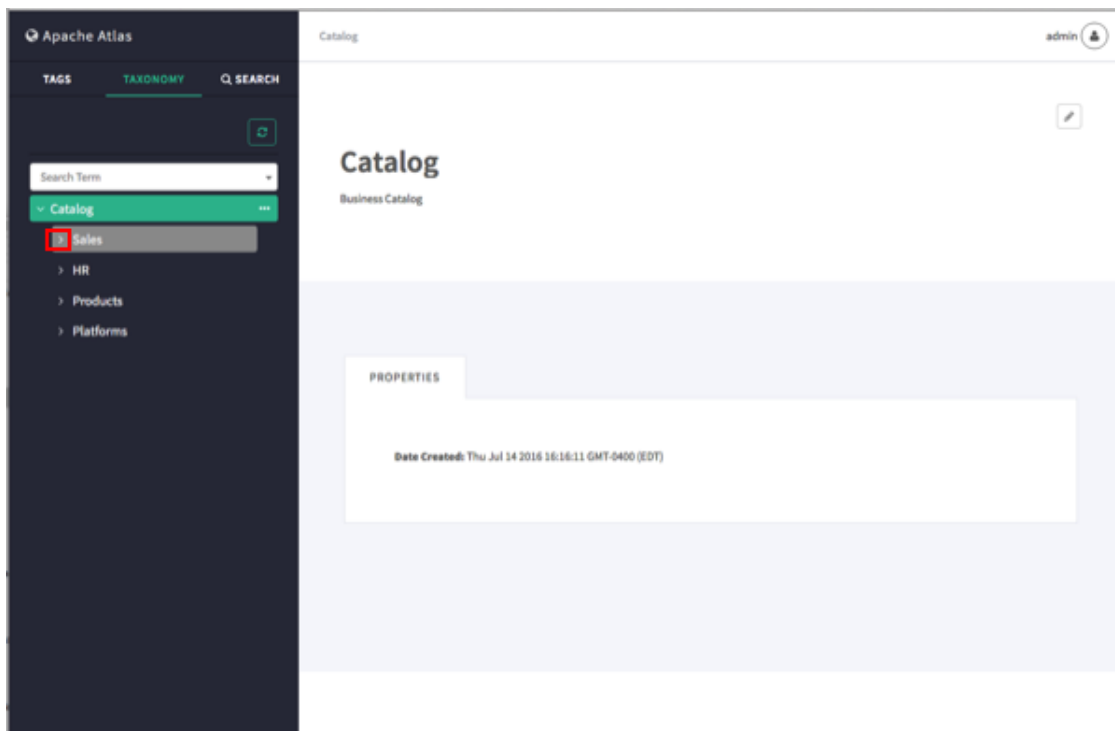 Apache Atlas
Catalog
admin
TAGS TAXONOMY SEARCH
Search Term
Catalog
Sales
HR
Products
Platforms
Catalog
Business Catalog
PROPERTIES
Date Created: Thu Jul 14 2016 16:16:11 GMT-0400 (EDT)